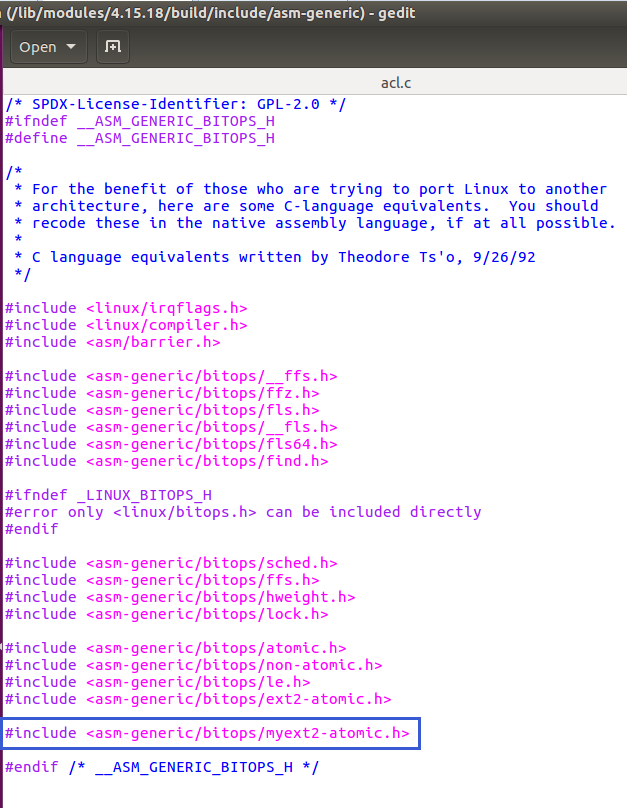 (/lib/modules/4.15.18/build/include/asm-generic) - gedit
Open
acl.c
/* SPDX-License-Identifier: GPL-2.0 */
#ifndef __ASM_GENERIC_BITOPS_H
#define __ASM_GENERIC_BITOPS_H
/*
* For the benefit of those who are trying to port Linux to another
* architecture, here are some C-language equivalents.  You should
* recode these in the native assembly language, if at all possible.
*
* C language equivalents written by Theodore Ts'o, 9/26/92
*/
#include <linux/irqflags.h>
#include <linux/compiler.h>
#include <asm/barrier.h>
#include <asm-generic/bitops/__ffs.h>
#include <asm-generic/bitops/ffz.h>
#include <asm-generic/bitops/fls.h>
#include <asm-generic/bitops/__fls.h>
#include <asm-generic/bitops/fls64.h>
#include <asm-generic/bitops/find.h>
#ifndef _LINUX_BITOPS_H
#error only <linux/bitops.h> can be included directly
#endif
#include <asm-generic/bitops/sched.h>
#include <asm-generic/bitops/ffs.h>
#include <asm-generic/bitops/hweight.h>
#include <asm-generic/bitops/lock.h>
#include <asm-generic/bitops/atomic.h>
#include <asm-generic/bitops/non-atomic.h>
#include <asm-generic/bitops/le.h>
#include <asm-generic/bitops/ext2-atomic.h>
#include <asm-generic/bitops/myext2-atomic.h>
#endif /* __ASM_GENERIC_BITOPS_H */